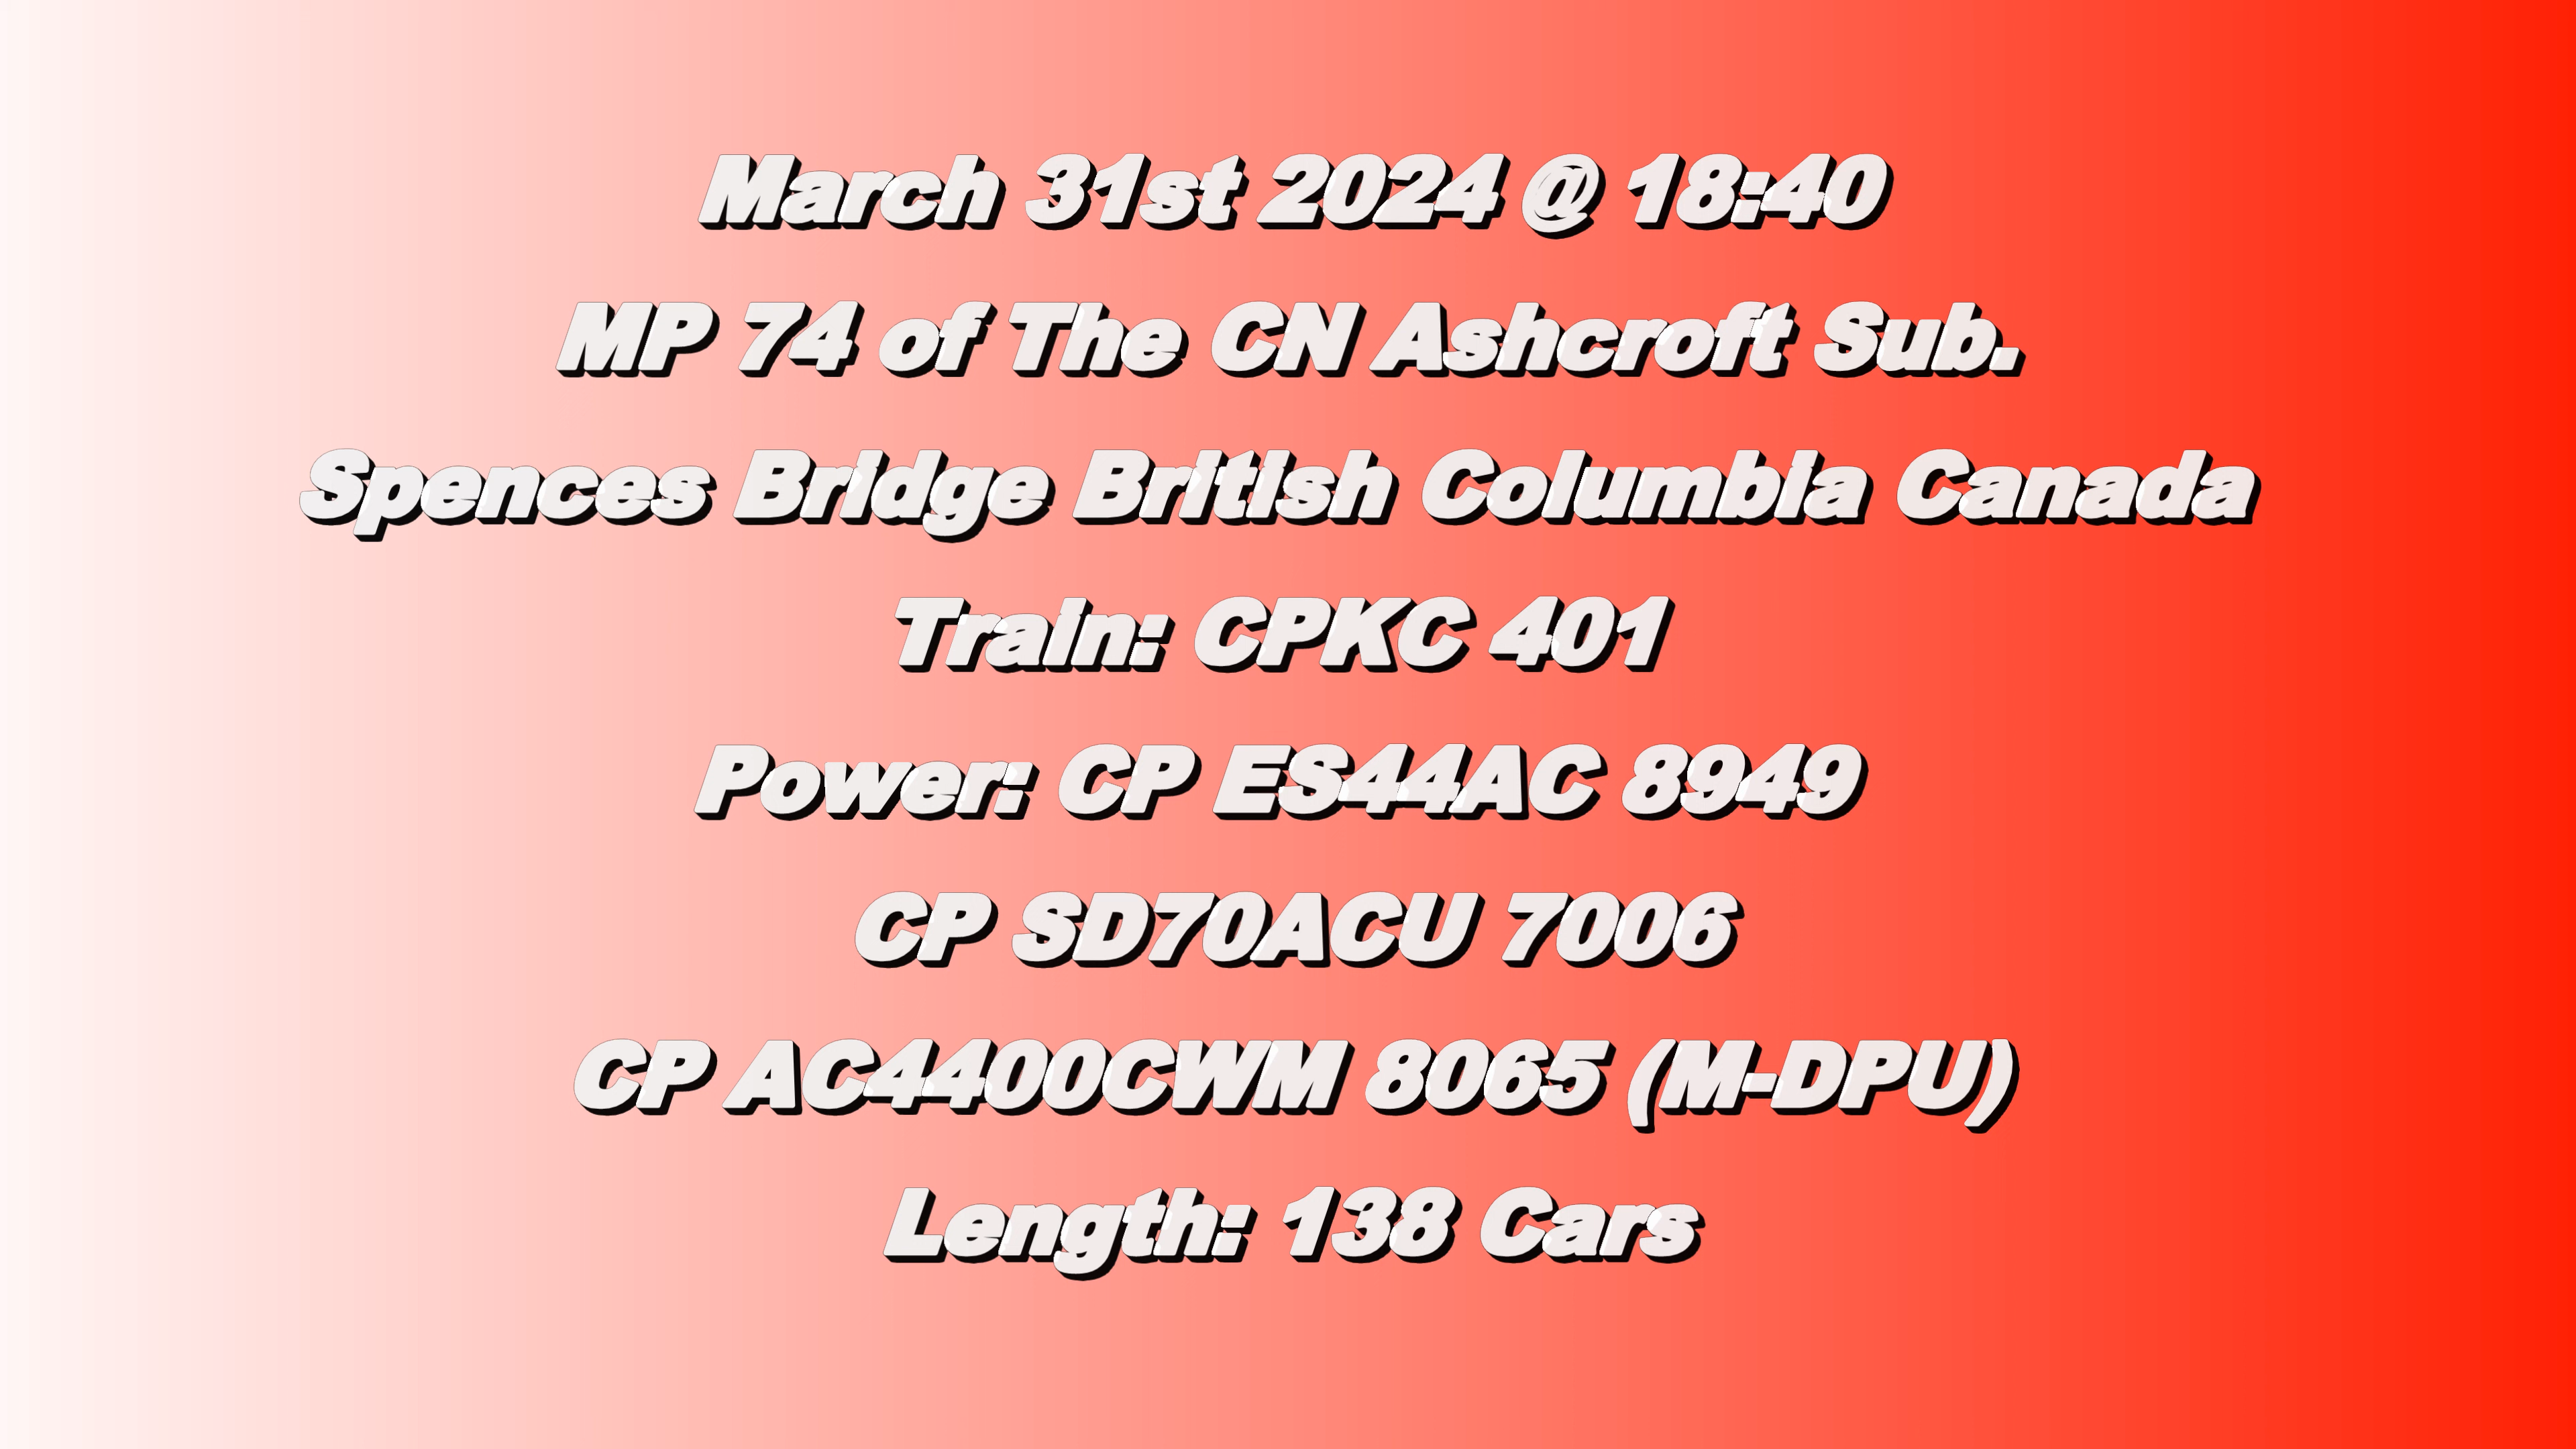 March 31st 2024 @ 18:40
MP 74 of The CN Ashcroft Sub.
Spences Bridge British Columbia Canada
Train: CPKC 401
Power: CP ES44AC 8949
CP SD70ACU 7006
CP AC4400CWM 8065 (M-DPU)
Length: 138 Cars